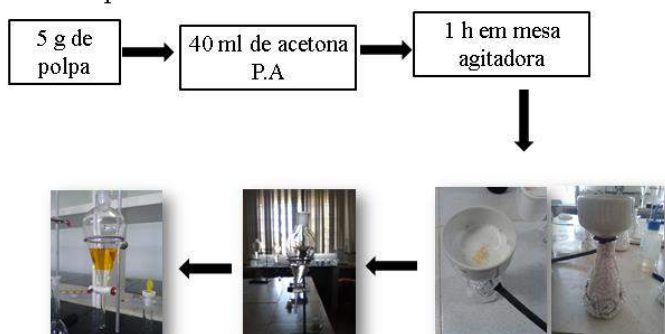 5 g de
polpa
40 ml de acetona
P.A
1 h em mesa
agitadora